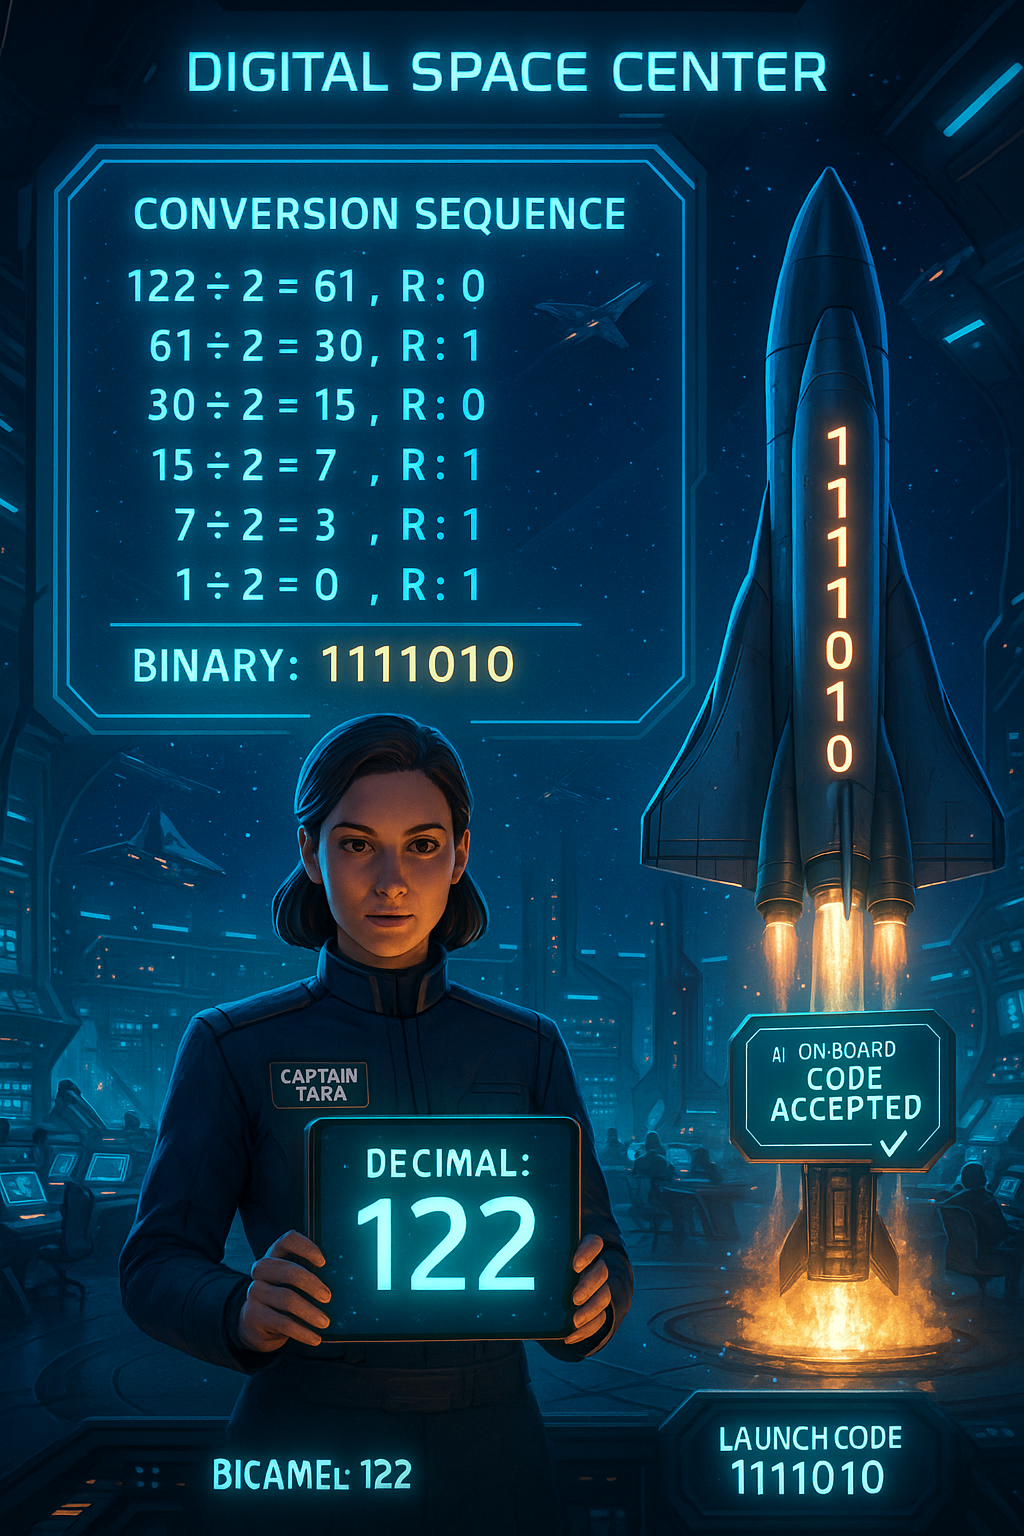 DIGITAL SPACE CENTER
CONVERSION SEQUENCE
122 ÷ 2 = 61 , R : 0
61 ÷ 2 = 30, R : 1
30 ÷ 2 = 15 , R : 0
15 ÷ 2 = 7 , R : 1
7 ÷ 2 = 3 , R : 1
1 ÷ 2 = 0 , R : 1
BINARY: 1111010
1
1
1
1
0
1
0
CAPTAIN
TARA
DECIMAL:
122
AI ON-BOARD
CODE
ACCEPTED
BICAMEL: 122
LAUNCH CODE
1111010